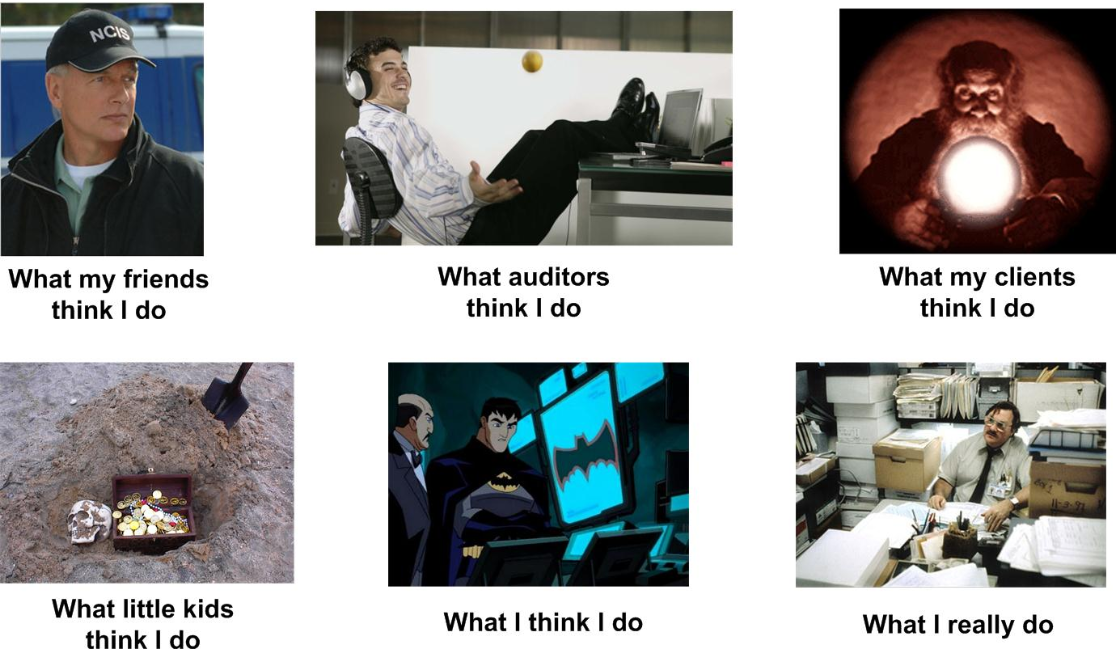 NCIS
What my friends
think I do
What auditors
think I do
What my clients
think I do
What little kids
think I do
What I think I do
What I really do